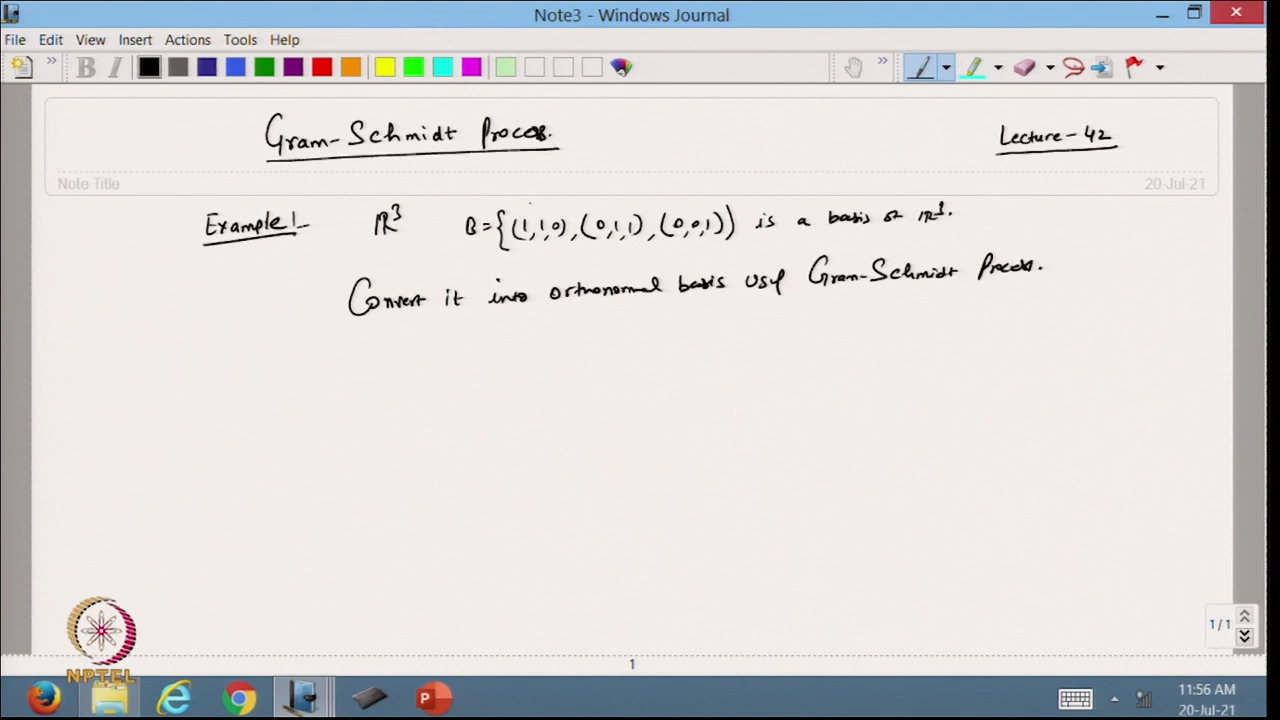 Note3 - Windows Journal
File Edit View Insert Actions Tools Help
Gram-Schmidt Process.
Lecture-42
Note Title
20-Jul-21
Example 1- ℝ³ B = {(1,1,0), (0,1,1), (0,0,1)} is a basis of ℝ³.
Convert it into orthonormal basis using Gram-Schmidt Process.
1 / 1
1
NPTEL
11:56 AM
20-Jul-21